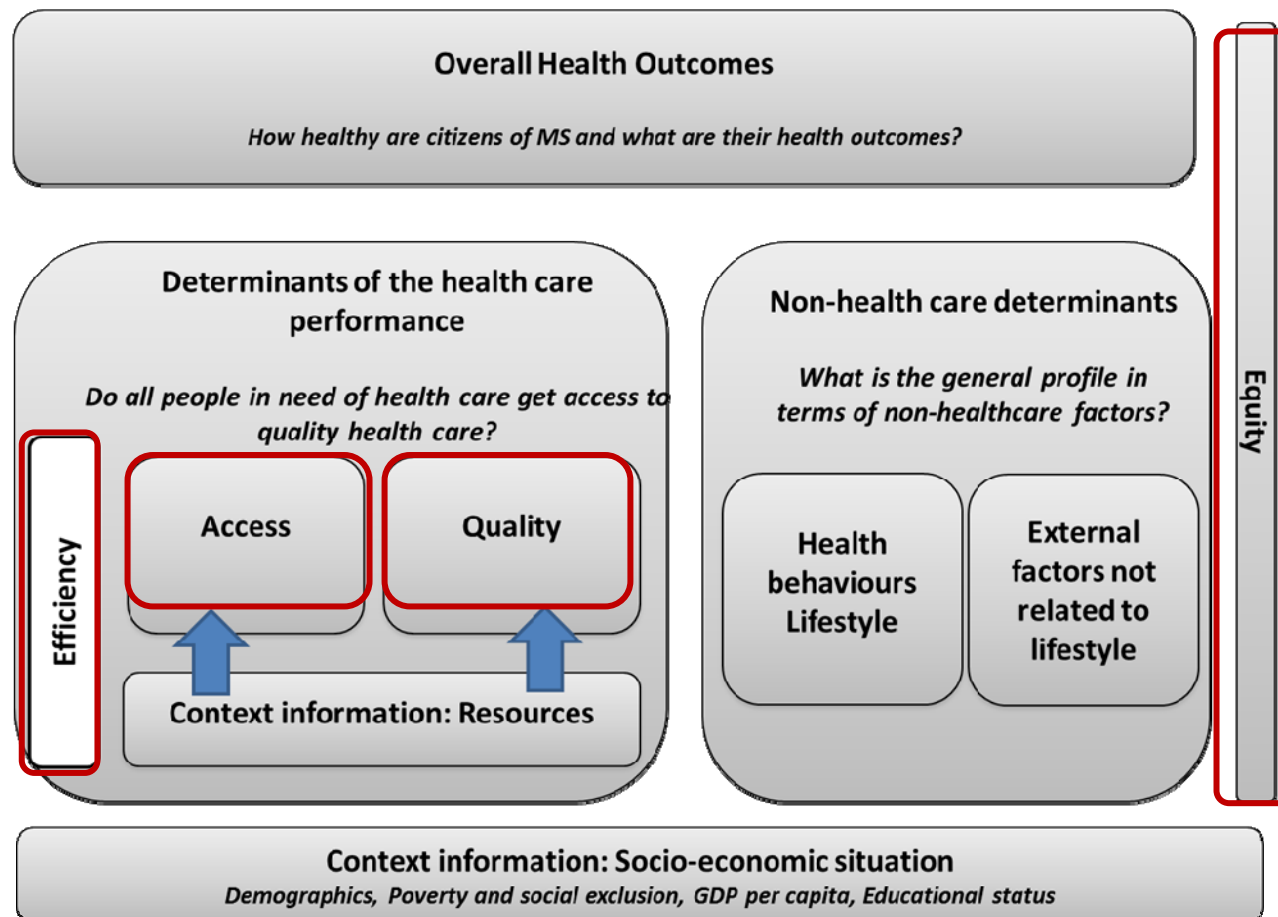 Overall Health Outcomes
How healthy are citizens of MS and what are their health outcomes?
Determinants of the health care
performance
Do all people in need of health care get access to
quality health care?
Efficiency
Access
Quality
Context information: Resources
Non-health care determinants
What is the general profile in
terms of non-healthcare factors?
Health
behaviours
Lifestyle
External
factors not
related to
lifestyle
Equity
Context information: Socio-economic situation
Demographics, Poverty and social exclusion, GDP per capita, Educational status